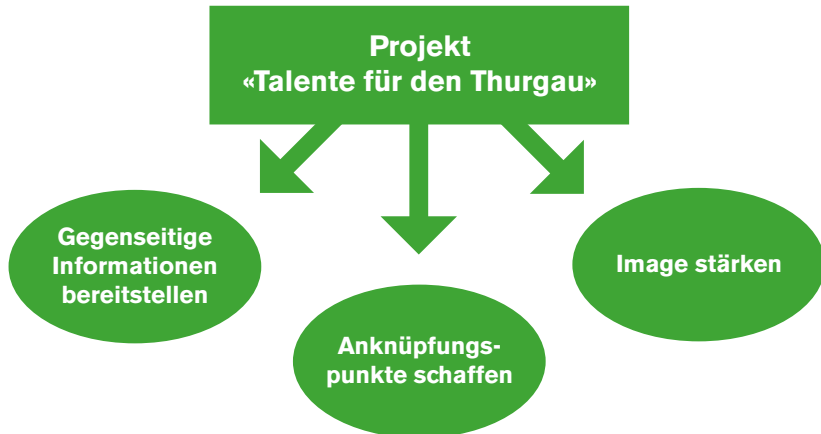 Projekt
«Talente für den Thurgau»
Gegenseitige
Informationen
bereitstellen
Anknüpfungs-
punkte schaffen
Image stärken